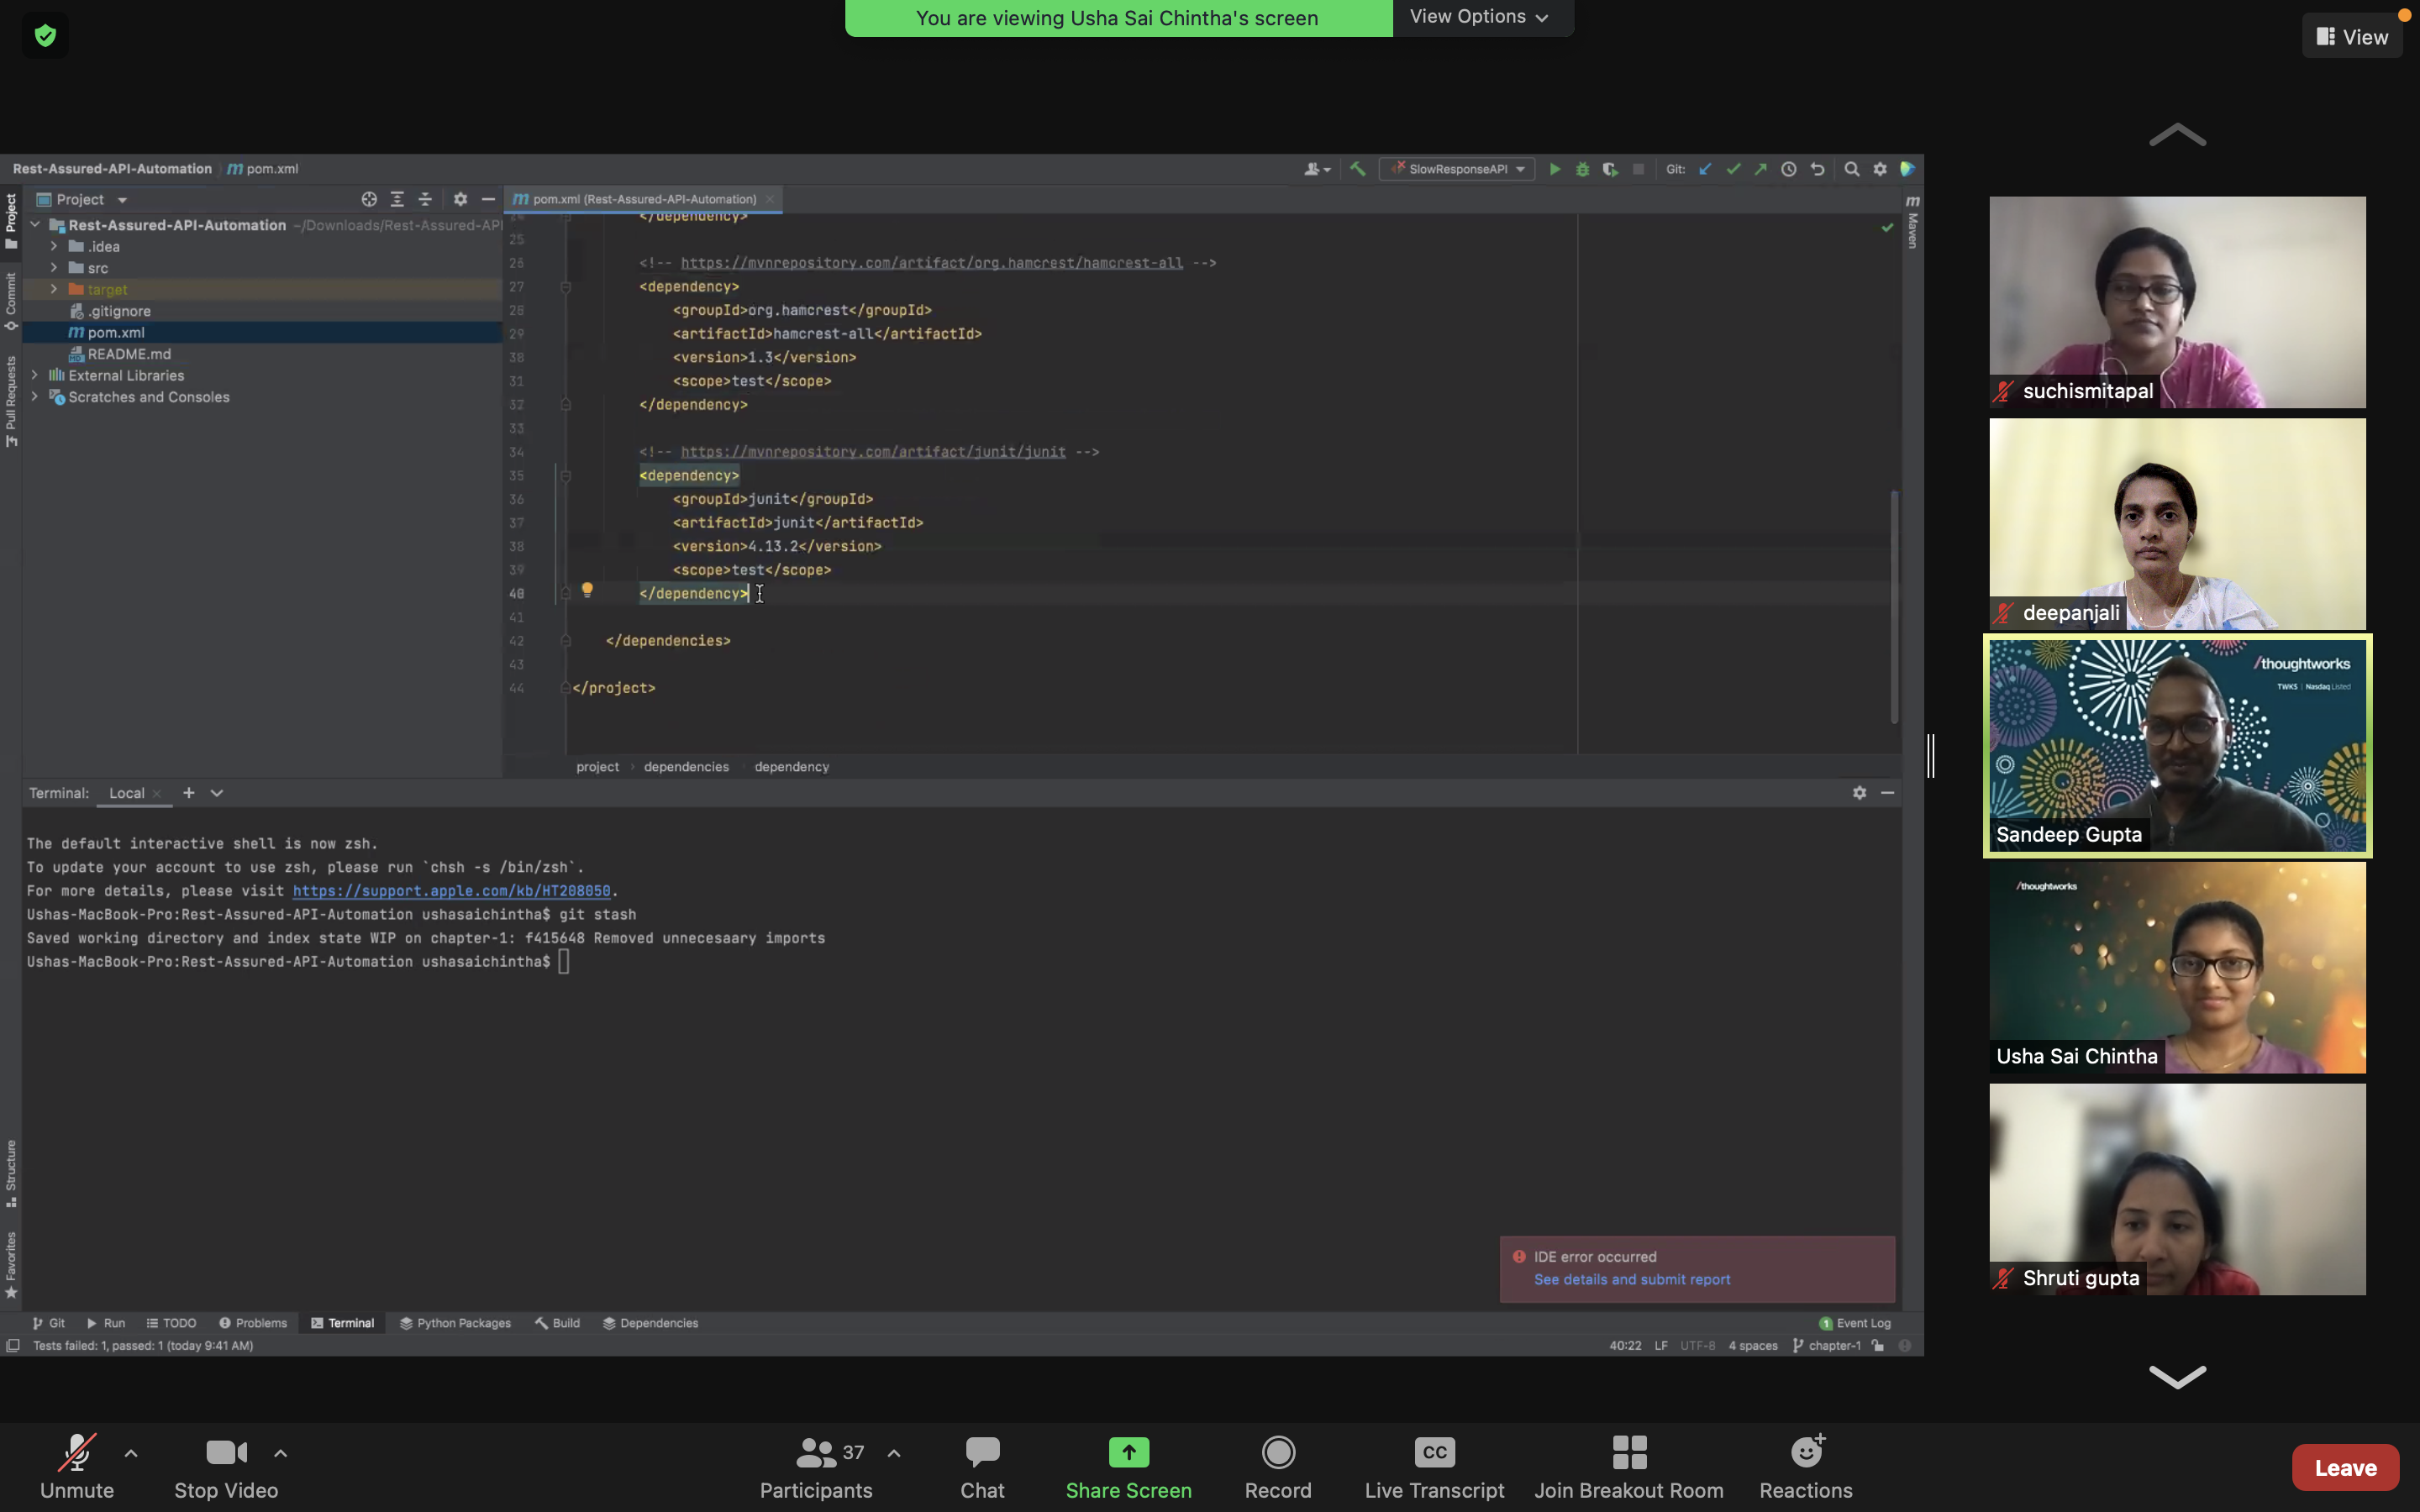 You are viewing Usha Sai Chintha's screen
View Options
View
Rest-Assured-API-Automation
pom.xml
SlowResponseAPI
Git:
Project
Commit
Pull Requests
Structure
Favorites
Project
Rest-Assured-API-Automation ~/Downloads/Rest-Assured-AP
.idea
src
target
.gitignore
pom.xml
README.md
External Libraries
Scratches and Consoles
pom.xml (Rest-Assured-API-Automation)
Maven
24 </dependency>
25
26 <!-- https://mvnrepository.com/artifact/org.hamcrest/hamcrest-all -->
27 <dependency>
28 <groupId>org.hamcrest</groupId>
29 <artifactId>hamcrest-all</artifactId>
30 <version>1.3</version>
31 <scope>test</scope>
32 </dependency>
33
34 <!-- https://mvnrepository.com/artifact/junit/junit -->
35 <dependency>
36 <groupId>junit</groupId>
37 <artifactId>junit</artifactId>
38 <version>4.13.2</version>
39 <scope>test</scope>
40 </dependency>
41
42 </dependencies>
43
44 </project>
project › dependencies › dependency
Terminal: Local
The default interactive shell is now zsh.
To update your account to use zsh, please run `chsh -s /bin/zsh`.
For more details, please visit https://support.apple.com/kb/HT208050.
Ushas-MacBook-Pro:Rest-Assured-API-Automation ushasaichintha$ git stash
Saved working directory and index state WIP on chapter-1: f415648 Removed unnecesaary imports
Ushas-MacBook-Pro:Rest-Assured-API-Automation ushasaichintha$
IDE error occurred
See details and submit report
Git
Run
TODO
Problems
Terminal
Python Packages
Build
Dependencies
1 Event Log
Tests failed: 1, passed: 1 (today 9:41 AM)
40:22 LF UTF-8 4 spaces chapter-1
suchismitapal
deepanjali
/thoughtworks
TWKS | Nasdaq Listed
Sandeep Gupta
/thoughtworks
Usha Sai Chintha
Shruti gupta
Unmute
Stop Video
37
Participants
Chat
Share Screen
Record
CC
Live Transcript
Join Breakout Room
Reactions
Leave